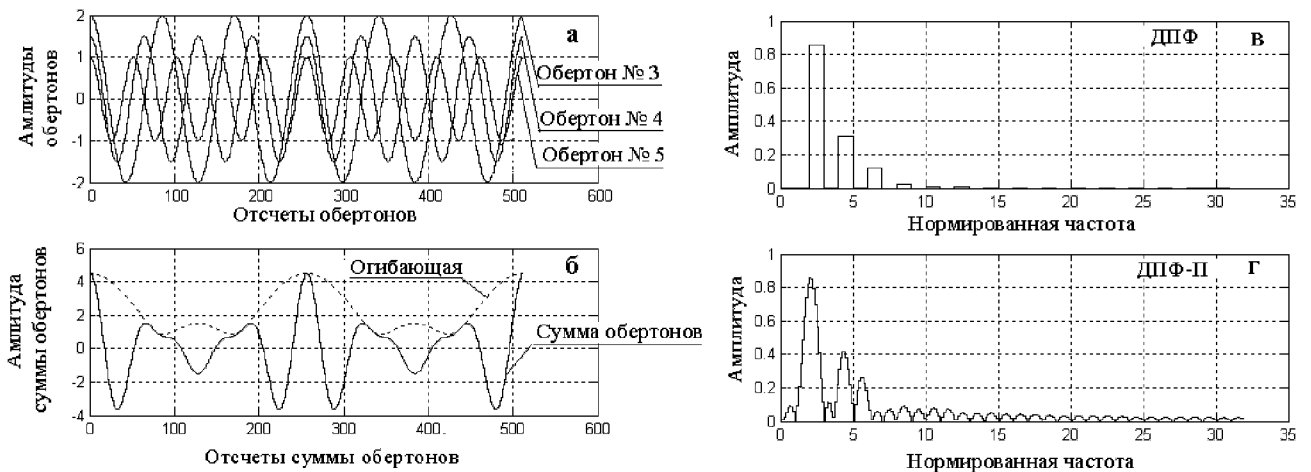 Амлитуды
обертонов
2
1
0
-1
-2
а
Обертон № 3
Обертон № 4
Обертон № 5
0 100 200 300 400 500 600
Отсчеты обертонов
Ампитуда
суммы обертонов
6
4
2
0
-2
-4
б
Огибающая
Сумма обертонов
0 100 200 300 400 500 600
Отсчеты суммы обертонов
Амплитуда
1
0.8
0.6
0.4
0.2
0
ДПФ
в
0 5 10 15 20 25 30 35
Нормированная частота
Амплитуда
1
0.8
0.6
0.4
0.2
0
ДПФ-П
г
0 5 10 15 20 25 30 35
Нормированная частота